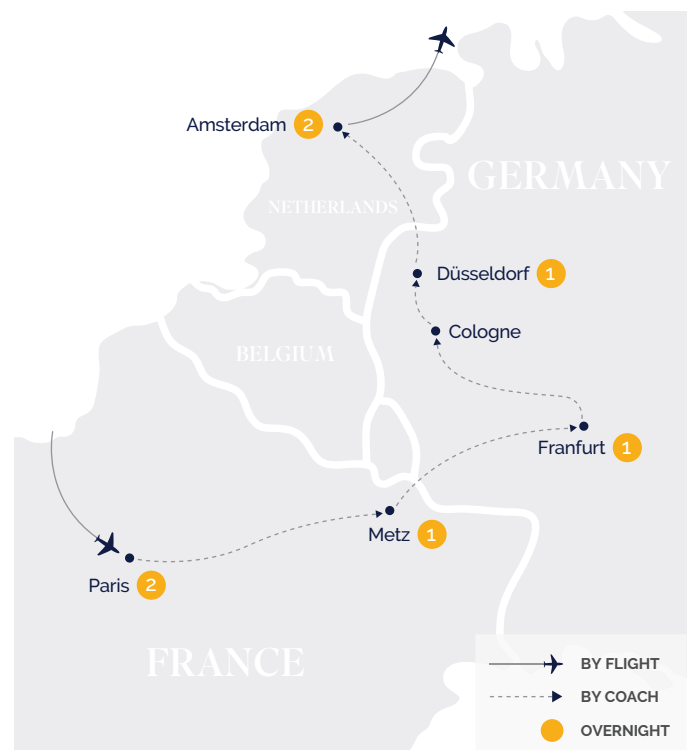 Amsterdam 2
GERMANY
NETHERLANDS
Düsseldorf 1
Cologne
BELGIUM
Franfurt 1
Metz 1
Paris 2
FRANCE
BY FLIGHT
BY COACH
OVERNIGHT